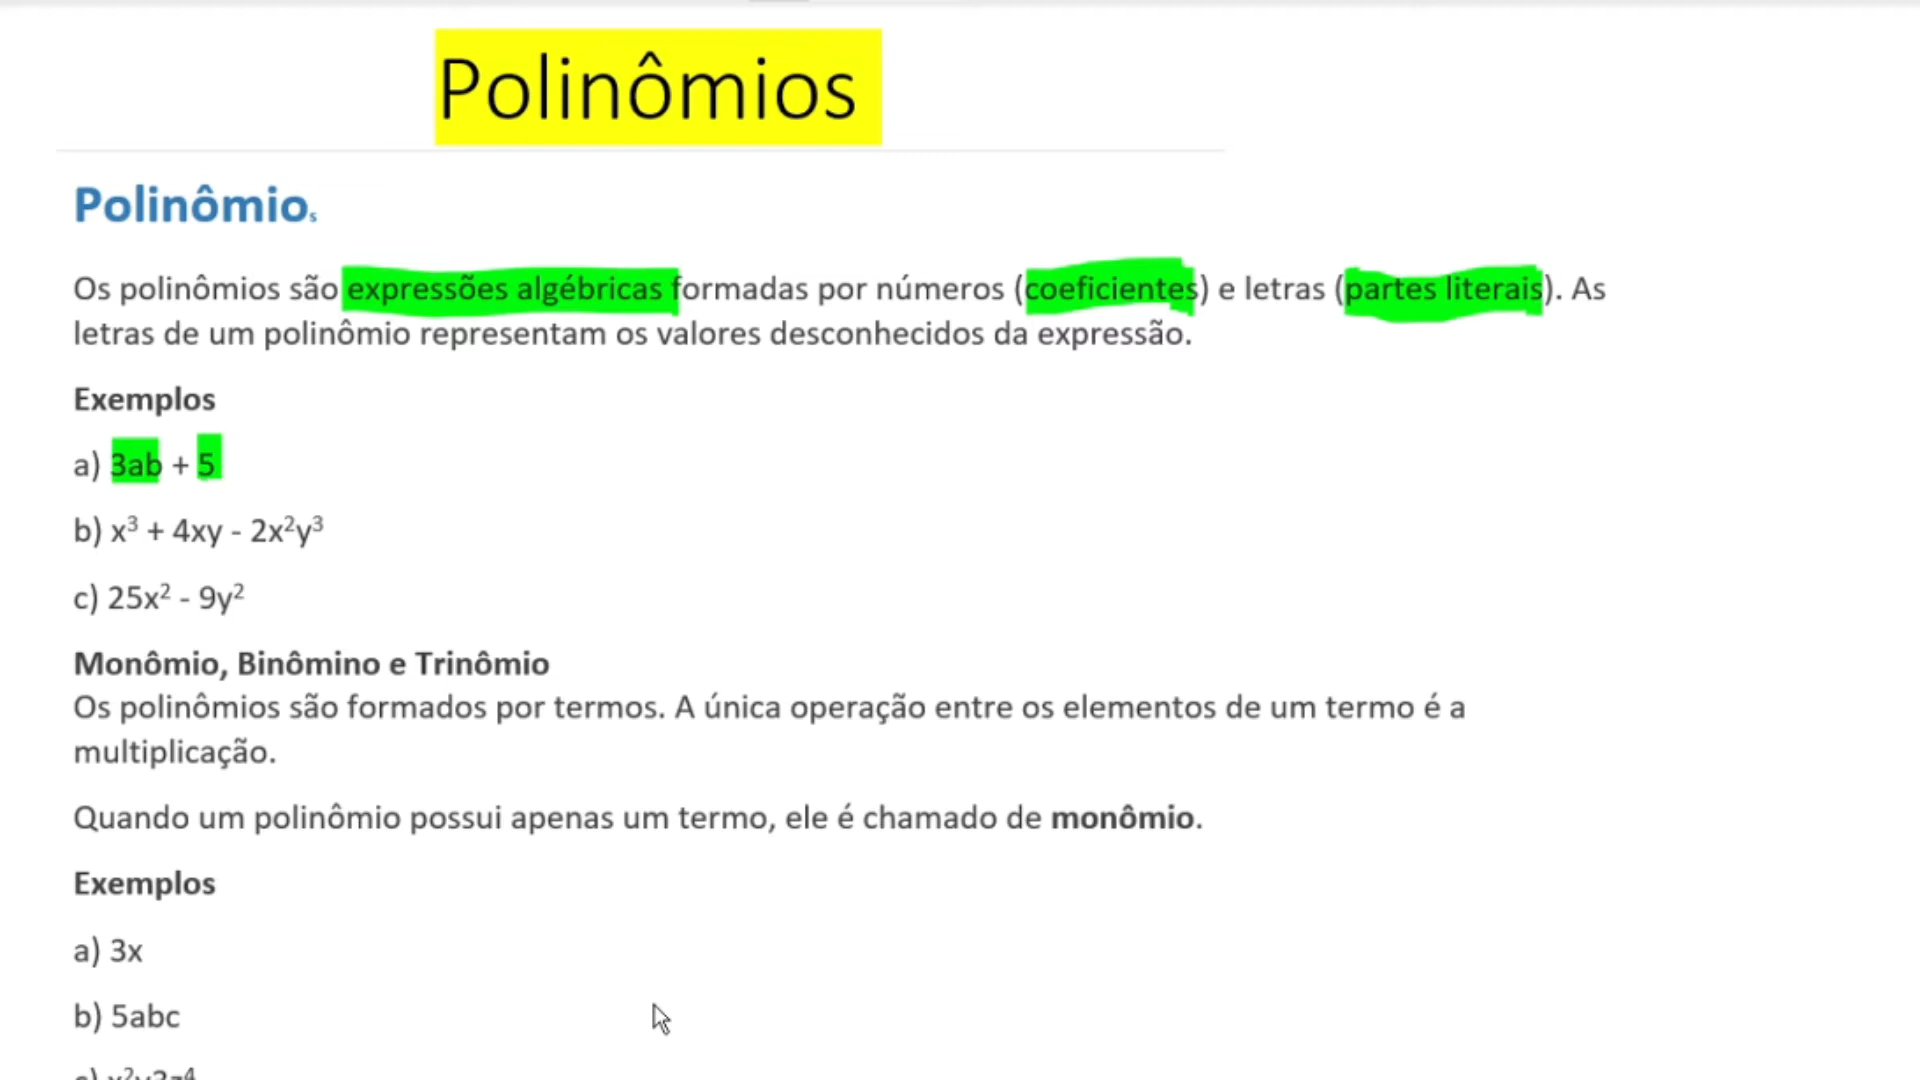 Polinômios
Polinômios
Os polinômios são expressões algébricas formadas por números (coeficientes) e letras (partes literais). As
letras de um polinômio representam os valores desconhecidos da expressão.
Exemplos
a) 3ab + 5
b) x³ + 4xy - 2x²y³
c) 25x² - 9y²
Monômio, Binômino e Trinômio
Os polinômios são formados por termos. A única operação entre os elementos de um termo é a
multiplicação.
Quando um polinômio possui apenas um termo, ele é chamado de monômio.
Exemplos
a) 3x
b) 5abc